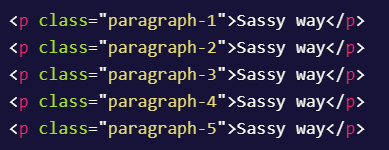 <p class="paragraph-1">Sassy way</p>
<p class="paragraph-2">Sassy way</p>
<p class="paragraph-3">Sassy way</p>
<p class="paragraph-4">Sassy way</p>
<p class="paragraph-5">Sassy way</p>